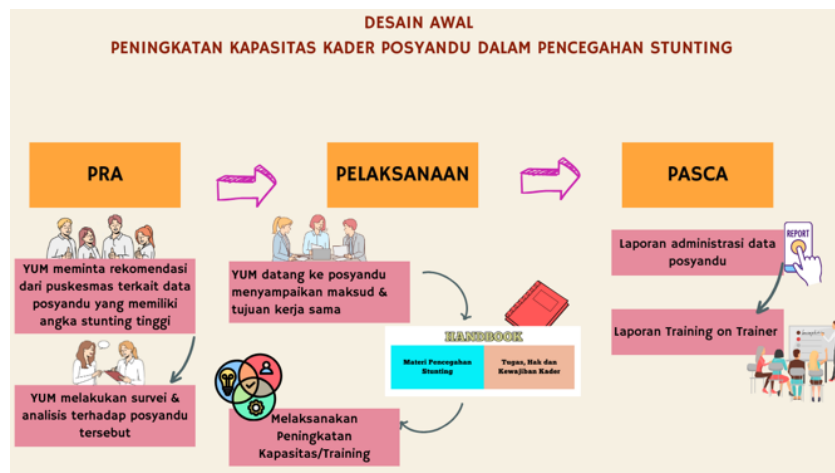 DESAIN AWAL
PENINGKATAN KAPASITAS KADER POSYANDU DALAM PENCEGAHAN STUNTING
PRA
PELAKSANAAN
PASCA
YUM meminta rekomendasi
dari puskesmas terkait data
posyandu yang memiliki
angka stunting tinggi
YUM melakukan survei &
analisis terhadap posyandu
tersebut
YUM datang ke posyandu
menyampaikan maksud &
tujuan kerja sama
HANDBOOK
Materi Pencegahan
Stunting
Tugas, Hak dan
Kewajiban Kader
Melaksanakan
Peningkatan
Kapasitas/Training
REPORT
Laporan administrasi data
posyandu
Laporan Training on Trainer